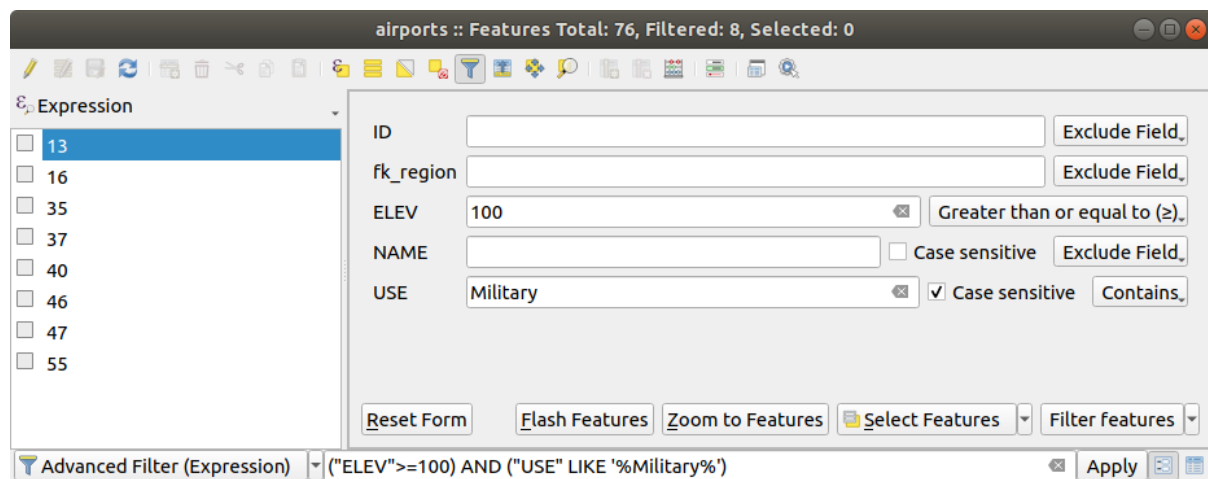 airports :: Features Total: 76, Filtered: 8, Selected: 0
Expression
13
16
35
37
40
46
47
55
ID Exclude Field
fk_region Exclude Field
ELEV 100 Greater than or equal to (≥)
NAME Case sensitive Exclude Field
USE Military Case sensitive Contains
Reset Form Flash Features Zoom to Features Select Features Filter features
Advanced Filter (Expression) ("ELEV">=100) AND ("USE" LIKE '%Military%') Apply